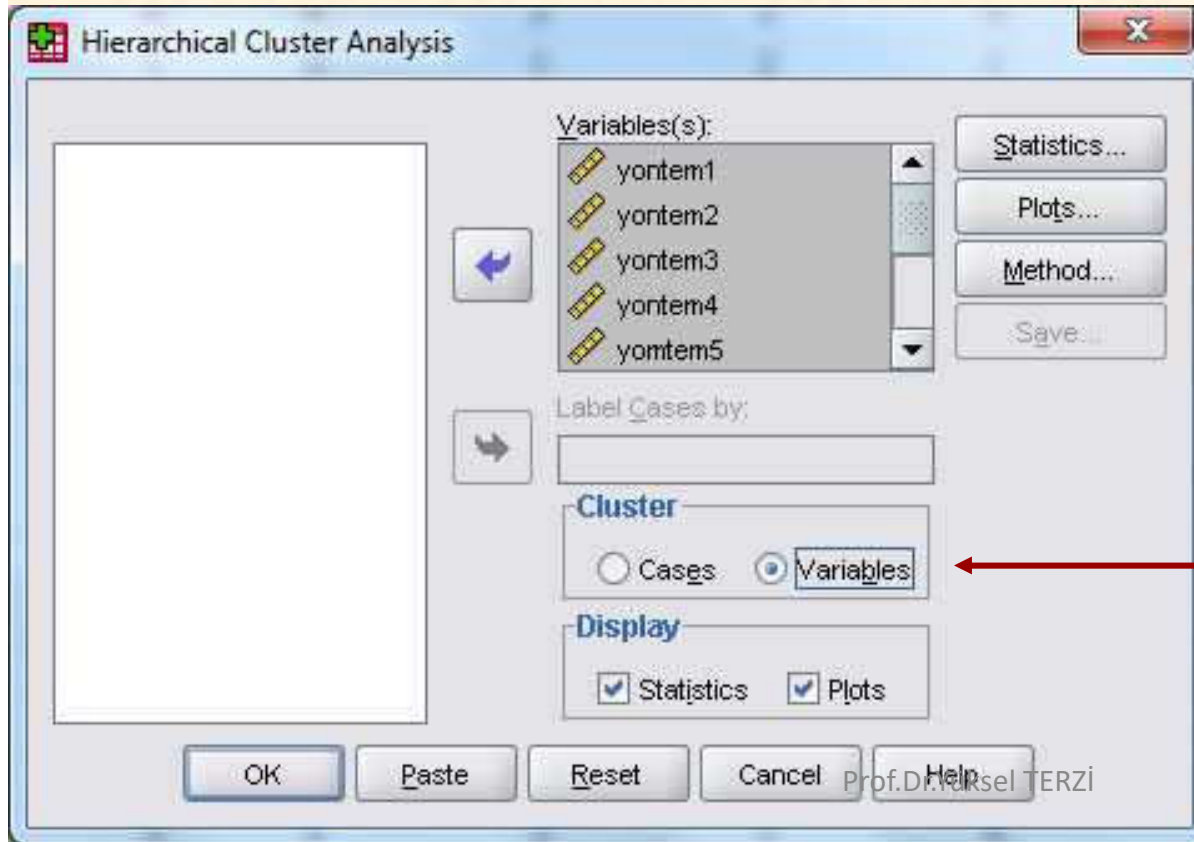 Hierarchical Cluster Analysis
Variables(s):
yontem1
yontem2
yontem3
yontem4
yomtem5
Statistics...
Plots...
Method...
Save...
Label Cases by:
Cluster
Cases Variables
Display
Statistics Plots
OK Paste Reset Cancel Help
Prof.Dr.Yüksel TERZİ